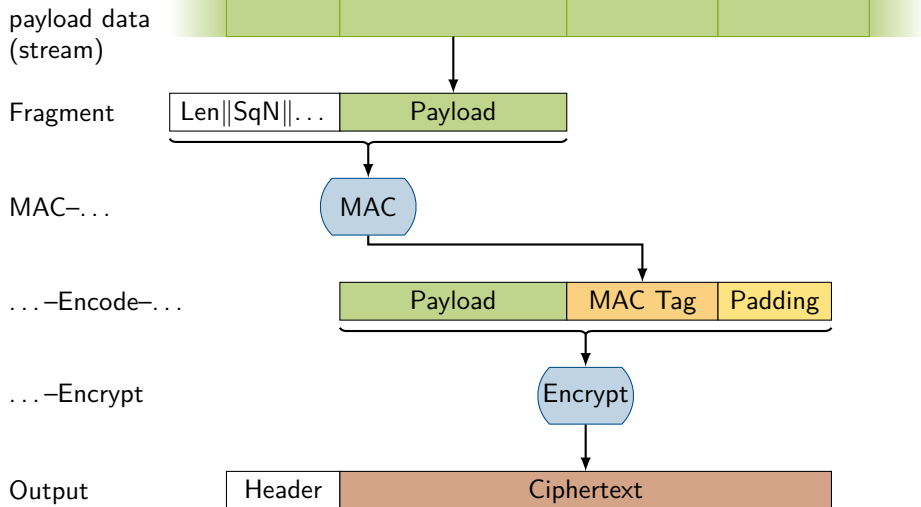 payload data
(stream)
Fragment
Len∥SqN∥...
Payload
MAC–...
MAC
...–Encode–...
Payload
MAC Tag
Padding
...–Encrypt
Encrypt
Output
Header
Ciphertext